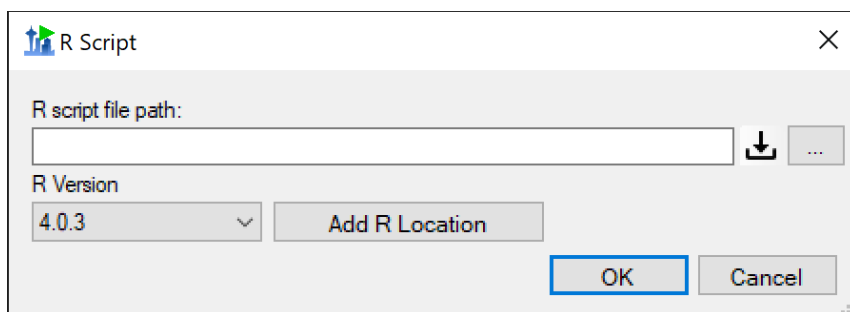 R Script
R script file path:
...
R Version
4.0.3
Add R Location
OK
Cancel